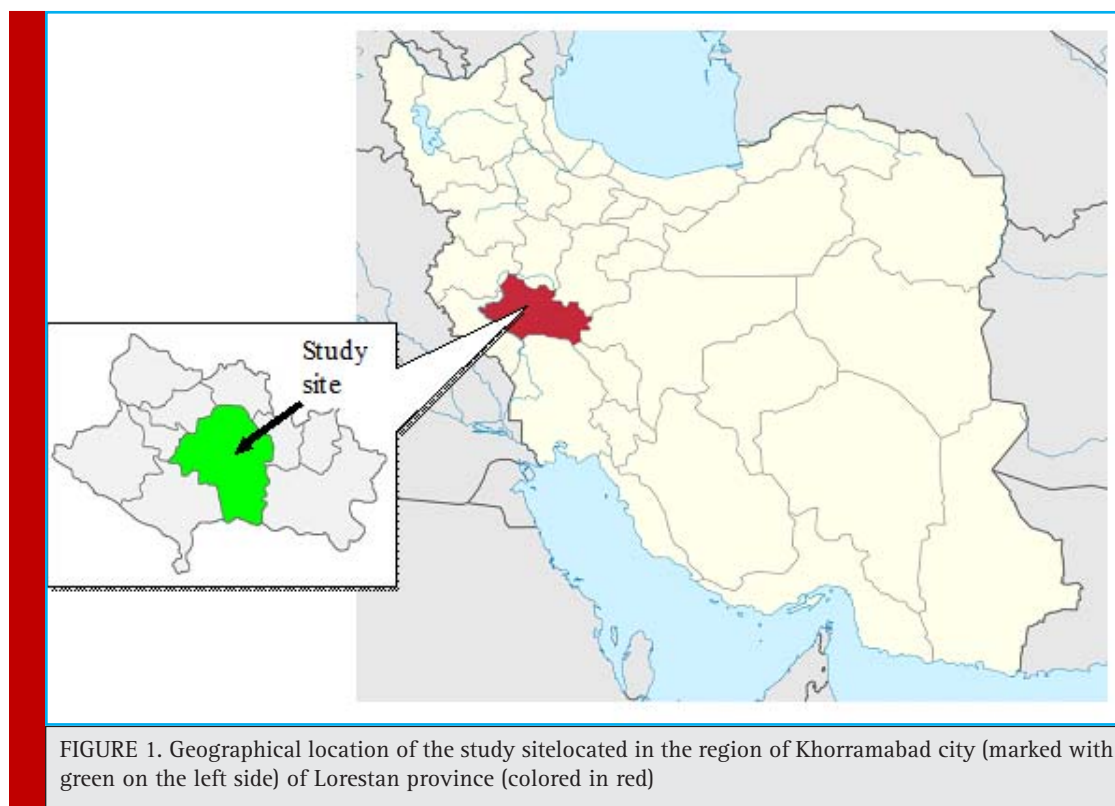 Study
site
FIGURE 1. Geographical location of the study sitelocated in the region of Khorramabad city (marked with
green on the left side) of Lorestan province (colored in red)